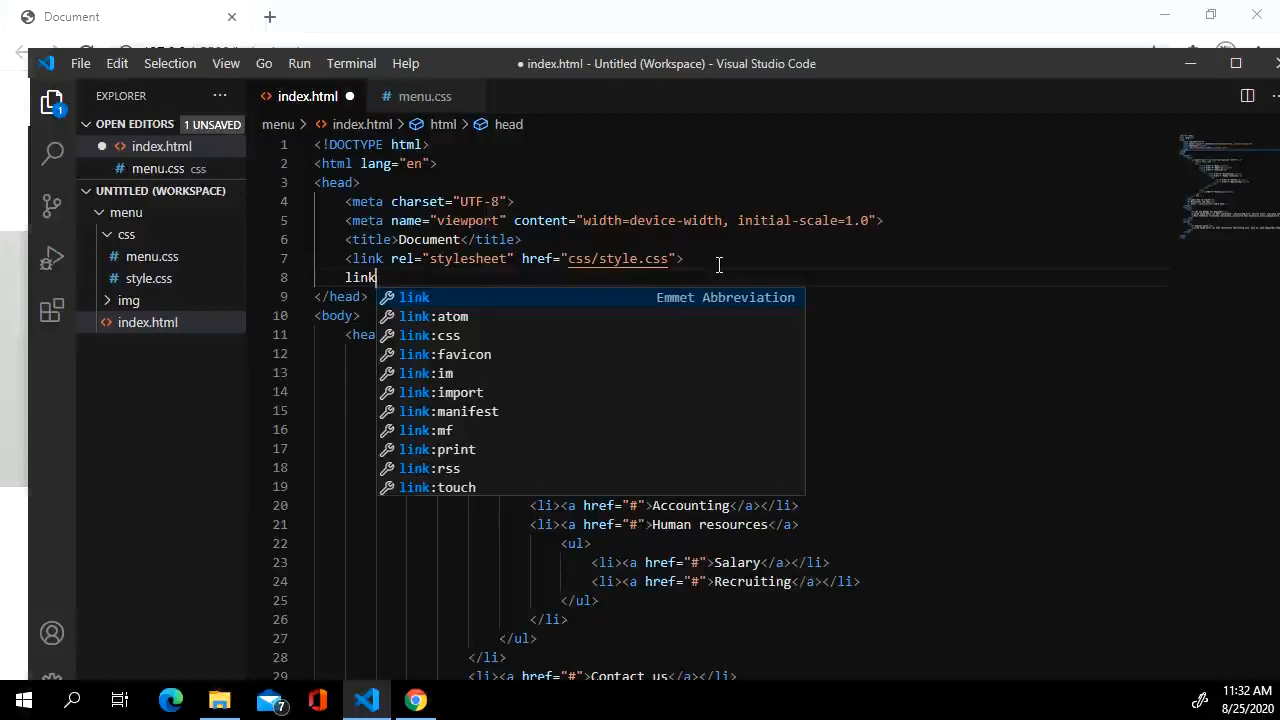 Document
File Edit Selection View Go Run Terminal Help
● index.html - Untitled (Workspace) - Visual Studio Code
EXPLORER
index.html
menu.css
OPEN EDITORS 1 UNSAVED
menu > index.html > html > head
index.html
menu.css css
UNTITLED (WORKSPACE)
menu
css
menu.css
style.css
img
index.html
1 <!DOCTYPE html>
2 <html lang="en">
3 <head>
4 <meta charset="UTF-8">
5 <meta name="viewport" content="width=device-width, initial-scale=1.0">
6 <title>Document</title>
7 <link rel="stylesheet" href="css/style.css">
8 link
9 </head>
10 <body>
11 <hea
12
13
14
15
16
17
18
19
link Emmet Abbreviation
link:atom
link:css
link:favicon
link:im
link:import
link:manifest
link:mf
link:print
link:rss
link:touch
20 <li><a href="#">Accounting</a></li>
21 <li><a href="#">Human resources</a>
22 <ul>
23 <li><a href="#">Salary</a></li>
24 <li><a href="#">Recruiting</a></li>
25 </ul>
26 </li>
27 </ul>
28 </li>
29 <li><a href="#">Contact us</a></li>
1
7
11:32 AM
8/25/2020